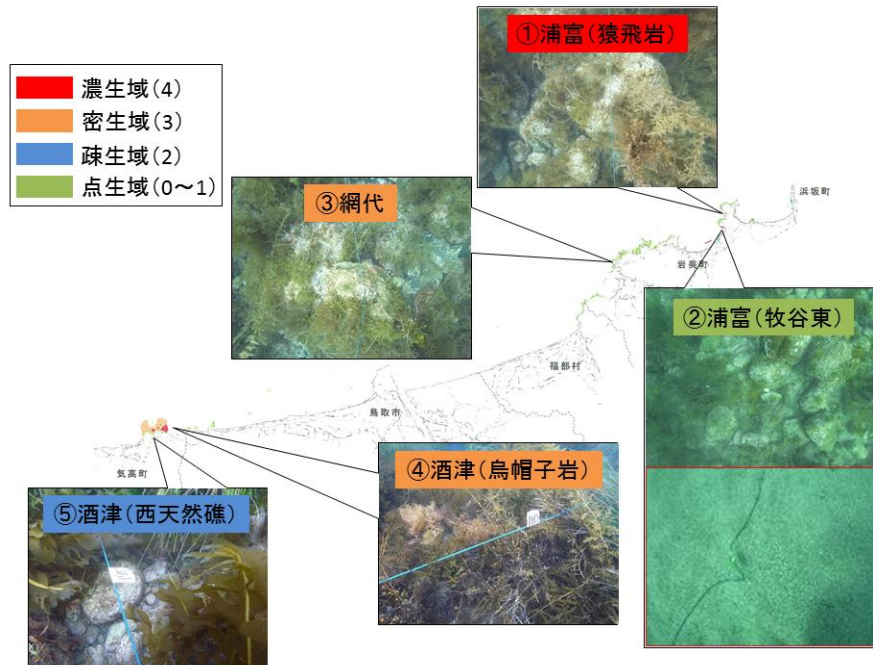 ①浦富(猿飛岩)
濃生域(4)
密生域(3)
疎生域(2)
点生域(0～1)
③網代
浜坂町
岩美町
②浦富(牧谷東)
福部村
鳥取市
気高町
④酒津(烏帽子岩)
⑤酒津(西天然礁)